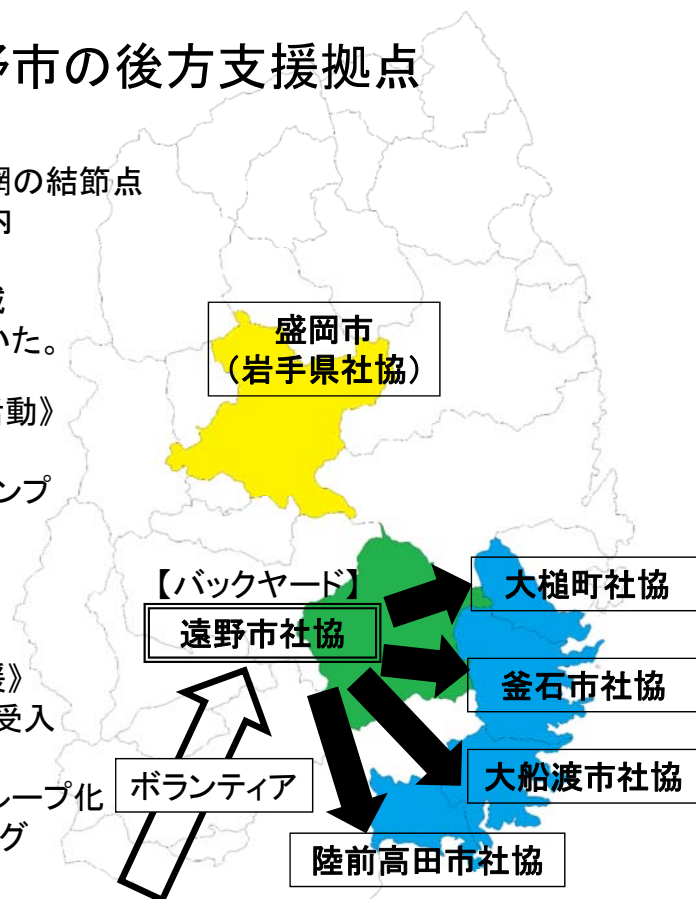 野市の後方支援拠点
網の結節点
内
域
いた。
活動》
ンプ
援》
受入
ループ化
グ
盛岡市
（岩手県社協）
【バックヤード】
遠野市社協
大槌町社協
釜石市社協
大船渡市社協
陸前高田市社協
ボランティア